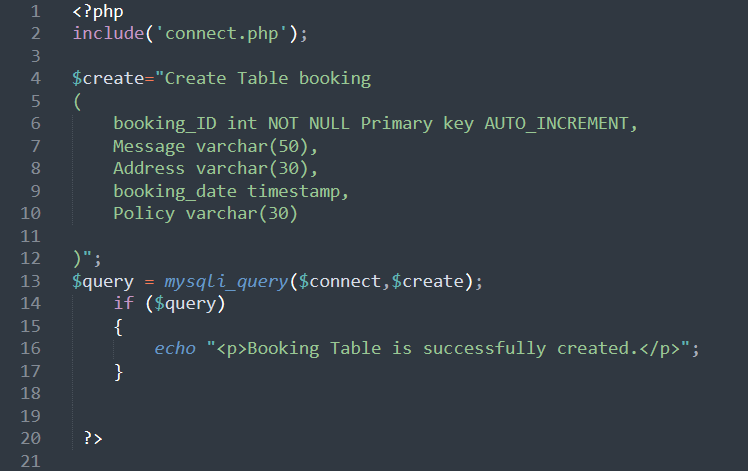 1 <?php
2 include('connect.php');
3
4 $create="Create Table booking
5 (
6 booking_ID int NOT NULL Primary key AUTO_INCREMENT,
7 Message varchar(50),
8 Address varchar(30),
9 booking_date timestamp,
10 Policy varchar(30)
11
12 )";
13 $query = mysqli_query($connect,$create);
14 if ($query)
15 {
16 echo "<p>Booking Table is successfully created.</p>";
17 }
18
19
20 ?>
21